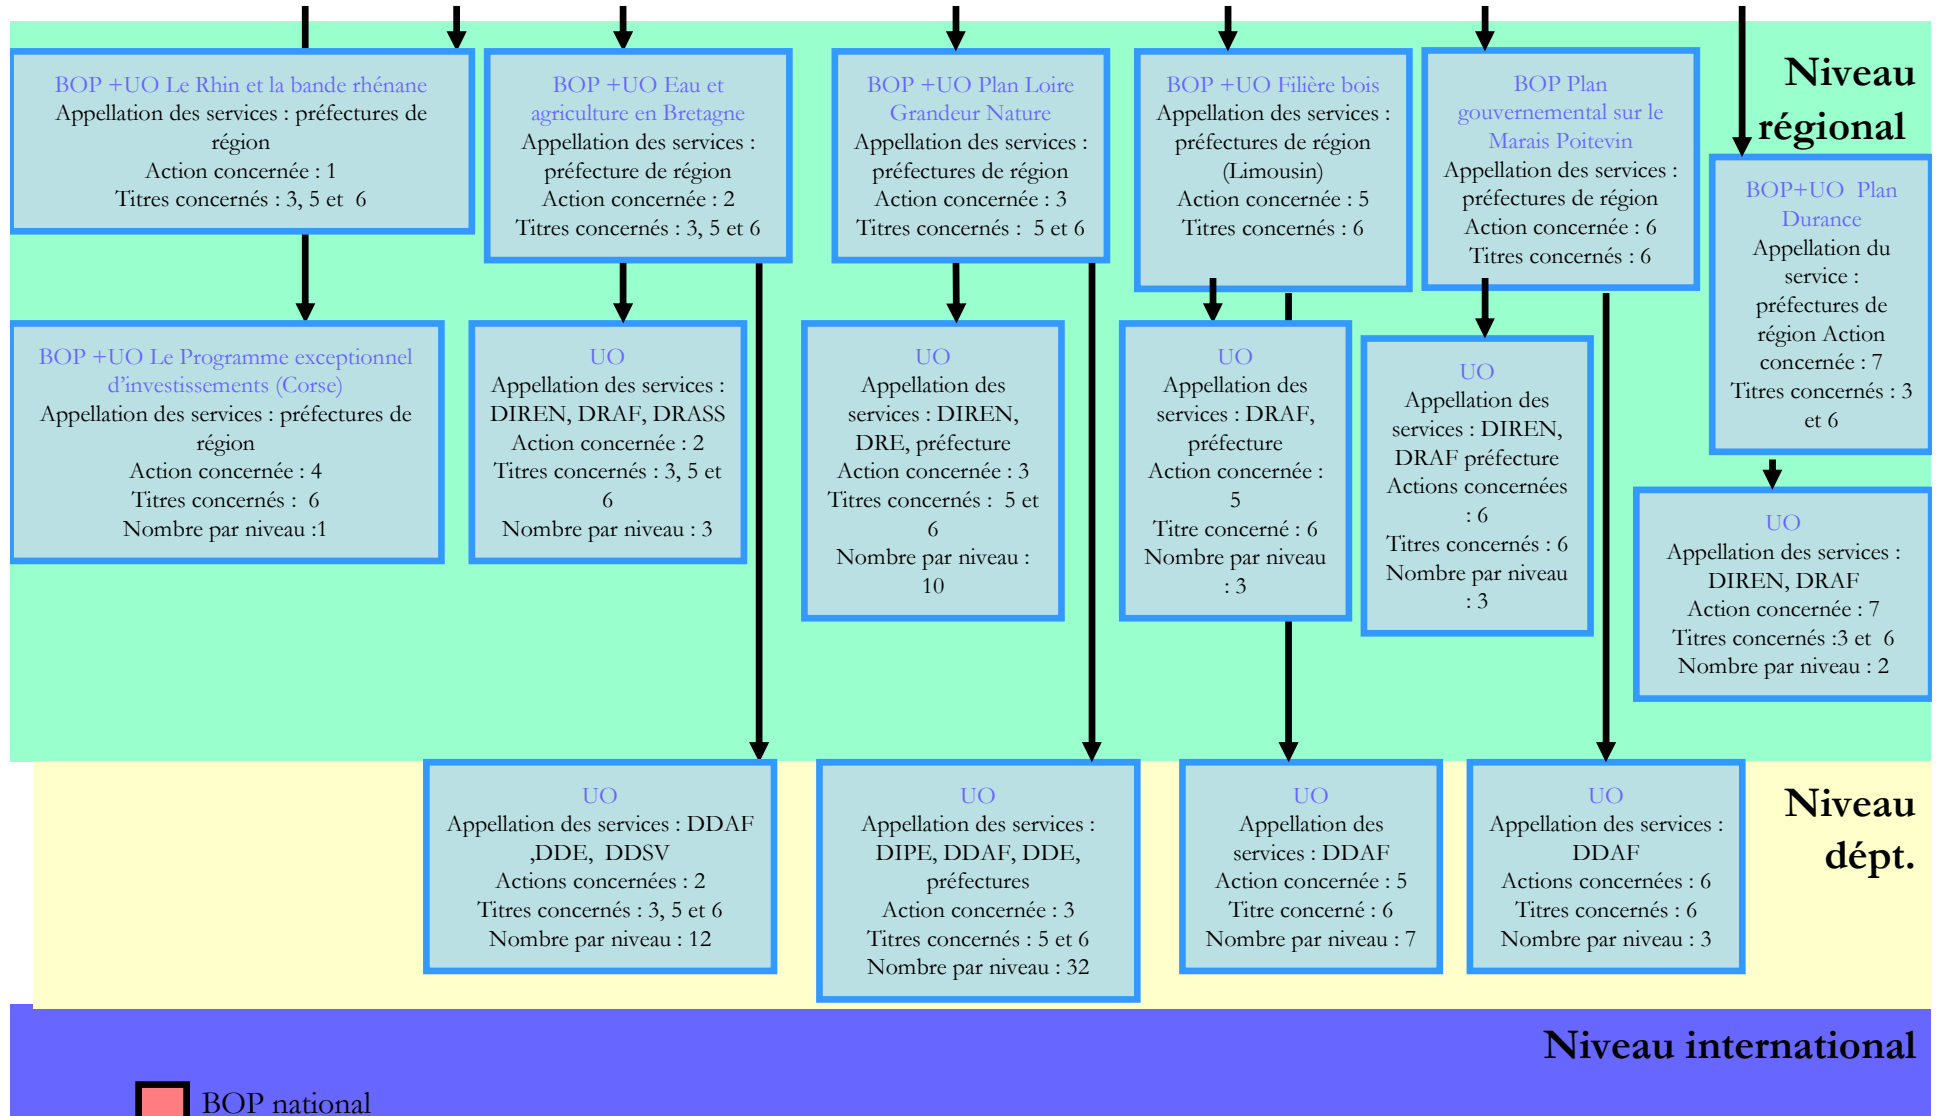 BOP +UO Le Rhin et la bande rhénane
Appellation des services : préfectures de
région
Action concernée : 1
Titres concernés : 3, 5 et 6
BOP +UO Eau et
agriculture en Bretagne
Appellation des services :
préfecture de région
Action concernée : 2
Titres concernés : 3, 5 et 6
BOP +UO Plan Loire
Grandeur Nature
Appellation des services :
préfectures de région
Action concernée : 3
Titres concernés : 5 et 6
BOP +UO Filière bois
Appellation des services :
préfectures de région
(Limousin)
Action concernée : 5
Titres concernés : 6
BOP Plan
gouvernemental sur le
Marais Poitevin
Appellation des services :
préfectures de région
Action concernée : 6
Titres concernés : 6
Niveau
régional
BOP+UO Plan
Durance
Appellation du
service :
préfectures de
région Action
concernée : 7
Titres concernés : 3
et 6
BOP +UO Le Programme exceptionnel
d'investissements (Corse)
Appellation des services : préfectures de
région
Action concernée : 4
Titres concernés : 6
Nombre par niveau :1
UO
Appellation des services :
DIREN, DRAF, DRASS
Action concernée : 2
Titres concernés : 3, 5 et
6
Nombre par niveau : 3
UO
Appellation des
services : DIREN,
DRE, préfecture
Action concernée : 3
Titres concernés : 5 et
6
Nombre par niveau :
10
UO
Appellation des
services : DRAF,
préfecture
Action concernée :
5
Titre concerné : 6
Nombre par niveau
: 3
UO
Appellation des
services : DIREN,
DRAF préfecture
Actions concernées
: 6
Titres concernés : 6
Nombre par niveau
: 3
UO
Appellation des services :
DIREN, DRAF
Action concernée : 7
Titres concernés :3 et 6
Nombre par niveau : 2
UO
Appellation des services : DDAF
,DDE, DDSV
Actions concernées : 2
Titres concernés : 3, 5 et 6
Nombre par niveau : 12
UO
Appellation des services :
DIPE, DDAF, DDE,
préfectures
Action concernée : 3
Titres concernés : 5 et 6
Nombre par niveau : 32
UO
Appellation des
services : DDAF
Action concernée : 5
Titre concerné : 6
Nombre par niveau : 7
UO
Appellation des services :
DDAF
Actions concernées : 6
Titres concernés : 6
Nombre par niveau : 3
Niveau
dépt.
Niveau international
BOP national